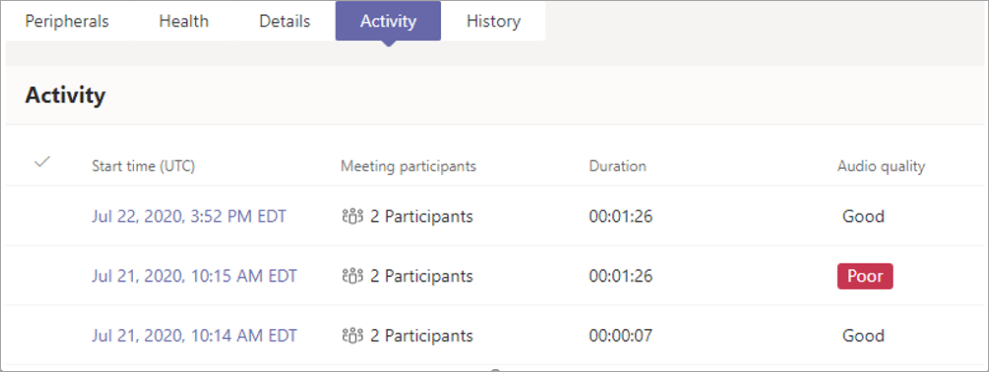 Peripherals Health Details Activity History
Activity
Start time (UTC) Meeting participants Duration Audio quality
Jul 22, 2020, 3:52 PM EDT 2 Participants 00:01:26 Good
Jul 21, 2020, 10:15 AM EDT 2 Participants 00:01:26 Poor
Jul 21, 2020, 10:14 AM EDT 2 Participants 00:00:07 Good